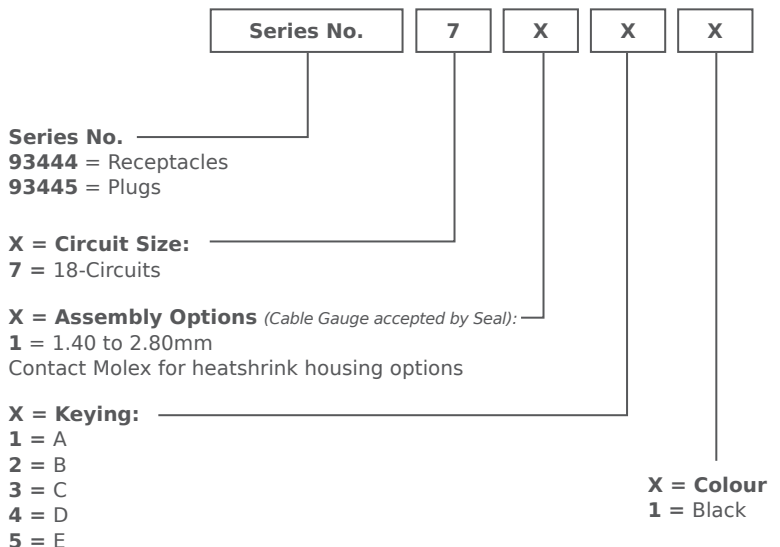 Series No. 7 X X X
Series No.
93444 = Receptacles
93445 = Plugs
X = Circuit Size:
7 = 18-Circuits
X = Assembly Options (Cable Gauge accepted by Seal):
1 = 1.40 to 2.80mm
Contact Molex for heatshrink housing options
X = Keying:
1 = A
2 = B
3 = C
4 = D
5 = E
X = Colour
1 = Black